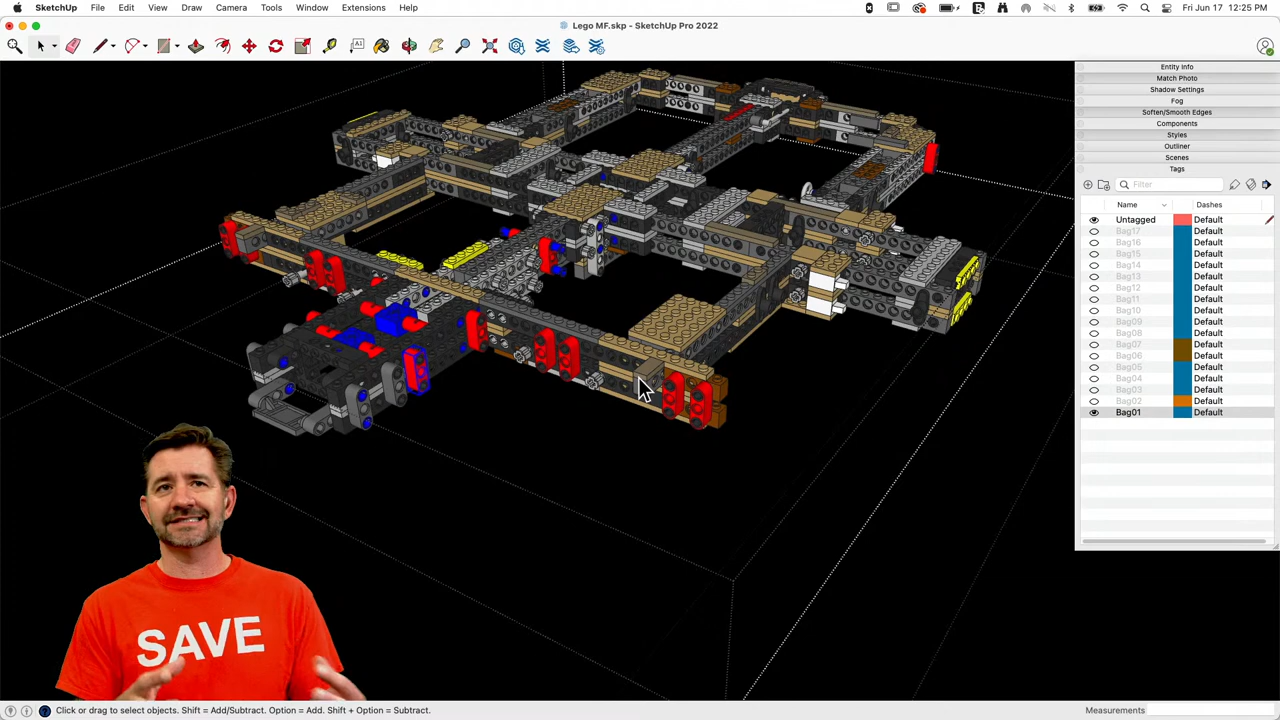 SketchUp File Edit View Draw Camera Tools Window Extensions Help Fri Jun 17 12:25 PM
Lego MF.skp - SketchUp Pro 2022
Entity Info
Match Photo
Shadow Settings
Fog
Soften/Smooth Edges
Components
Styles
Outliner
Scenes
Tags
Filter
Name Dashes
Untagged Default
Bag17 Default
Bag16 Default
Bag15 Default
Bag14 Default
Bag13 Default
Bag12 Default
Bag11 Default
Bag10 Default
Bag09 Default
Bag08 Default
Bag07 Default
Bag06 Default
Bag05 Default
Bag04 Default
Bag03 Default
Bag02 Default
Bag01 Default
SAVE
Click or drag to select objects. Shift = Add/Subtract. Option = Add. Shift + Option = Subtract. Measurements